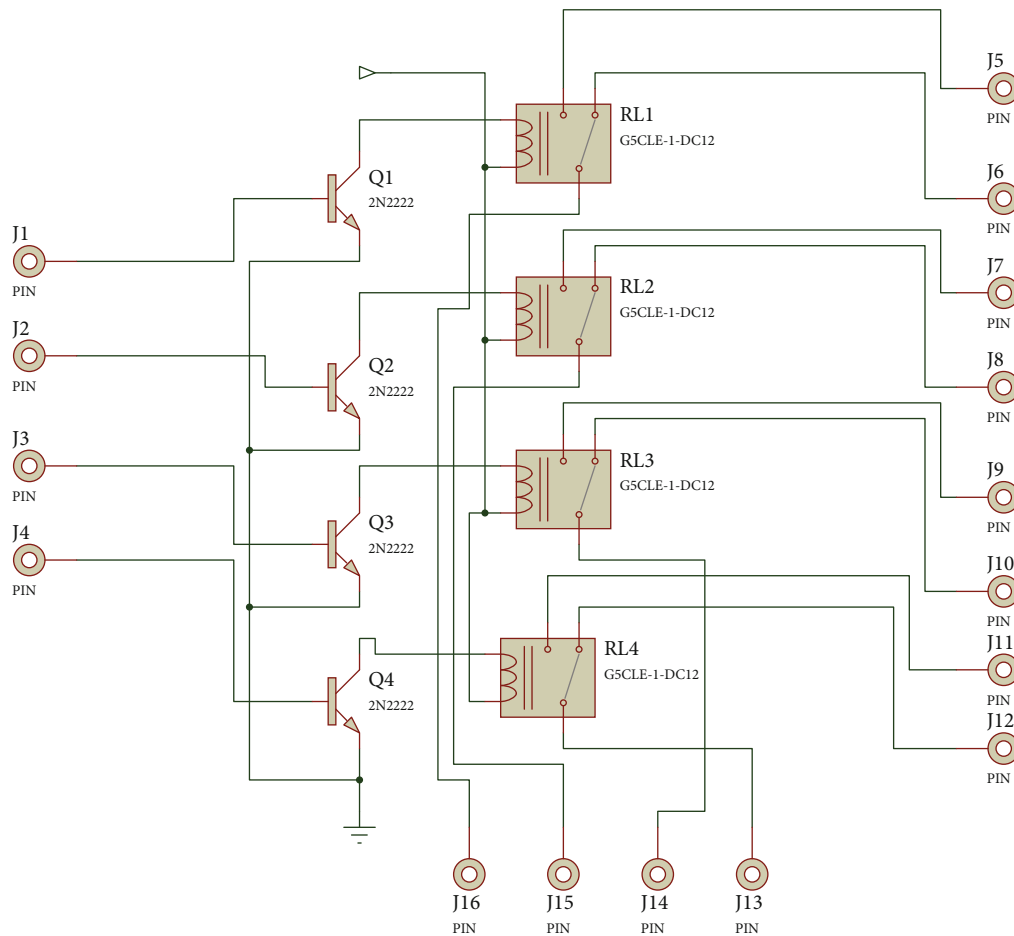 J5
PIN
RL1
G5CLE-1-DC12
Q1
2N2222
J6
PIN
J1
PIN
J7
PIN
RL2
G5CLE-1-DC12
J2
PIN
Q2
2N2222
J8
PIN
J3
PIN
RL3
G5CLE-1-DC12
J9
PIN
Q3
2N2222
J4
PIN
J10
PIN
RL4
G5CLE-1-DC12
J11
PIN
Q4
2N2222
J12
PIN
J16
PIN
J15
PIN
J14
PIN
J13
PIN